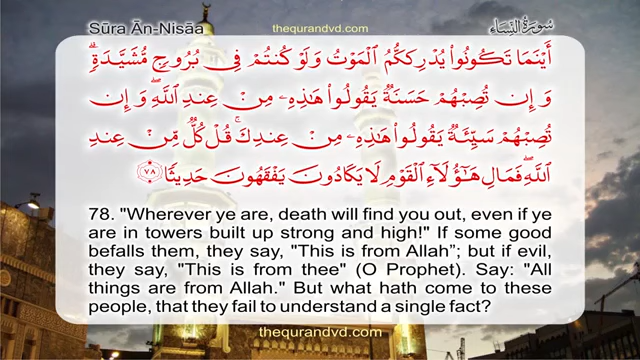 Sūra Ān-Nisāa
thequrandvd.com
سُورَةُ النِّسَاءِ
أَيْنَمَا تَكُونُوا۟ يُدْرِككُّمُ ٱلْمَوْتُ وَلَوْ كُنتُمْ فِى بُرُوجٍ مُّشَيَّدَةٍ ۗ
وَإِن تُصِبْهُمْ حَسَنَةٌ يَقُولُوا۟ هَٰذِهِۦ مِنْ عِندِ ٱللَّهِ ۖ وَإِن
تُصِبْهُمْ سَيِّئَةٌ يَقُولُوا۟ هَٰذِهِۦ مِنْ عِندِكَ ۚ قُلْ كُلٌّ مِّنْ عِندِ
ٱللَّهِ ۖ فَمَالِ هَٰٓؤُلَآءِ ٱلْقَوْمِ لَا يَكَادُونَ يَفْقَهُونَ حَدِيثًا ٧٨
78. "Wherever ye are, death will find you out, even if ye
are in towers built up strong and high!" If some good
befalls them, they say, "This is from Allah”; but if evil,
they say, "This is from thee" (O Prophet). Say: "All
things are from Allah." But what hath come to these
people, that they fail to understand a single fact?
thequrandvd.com